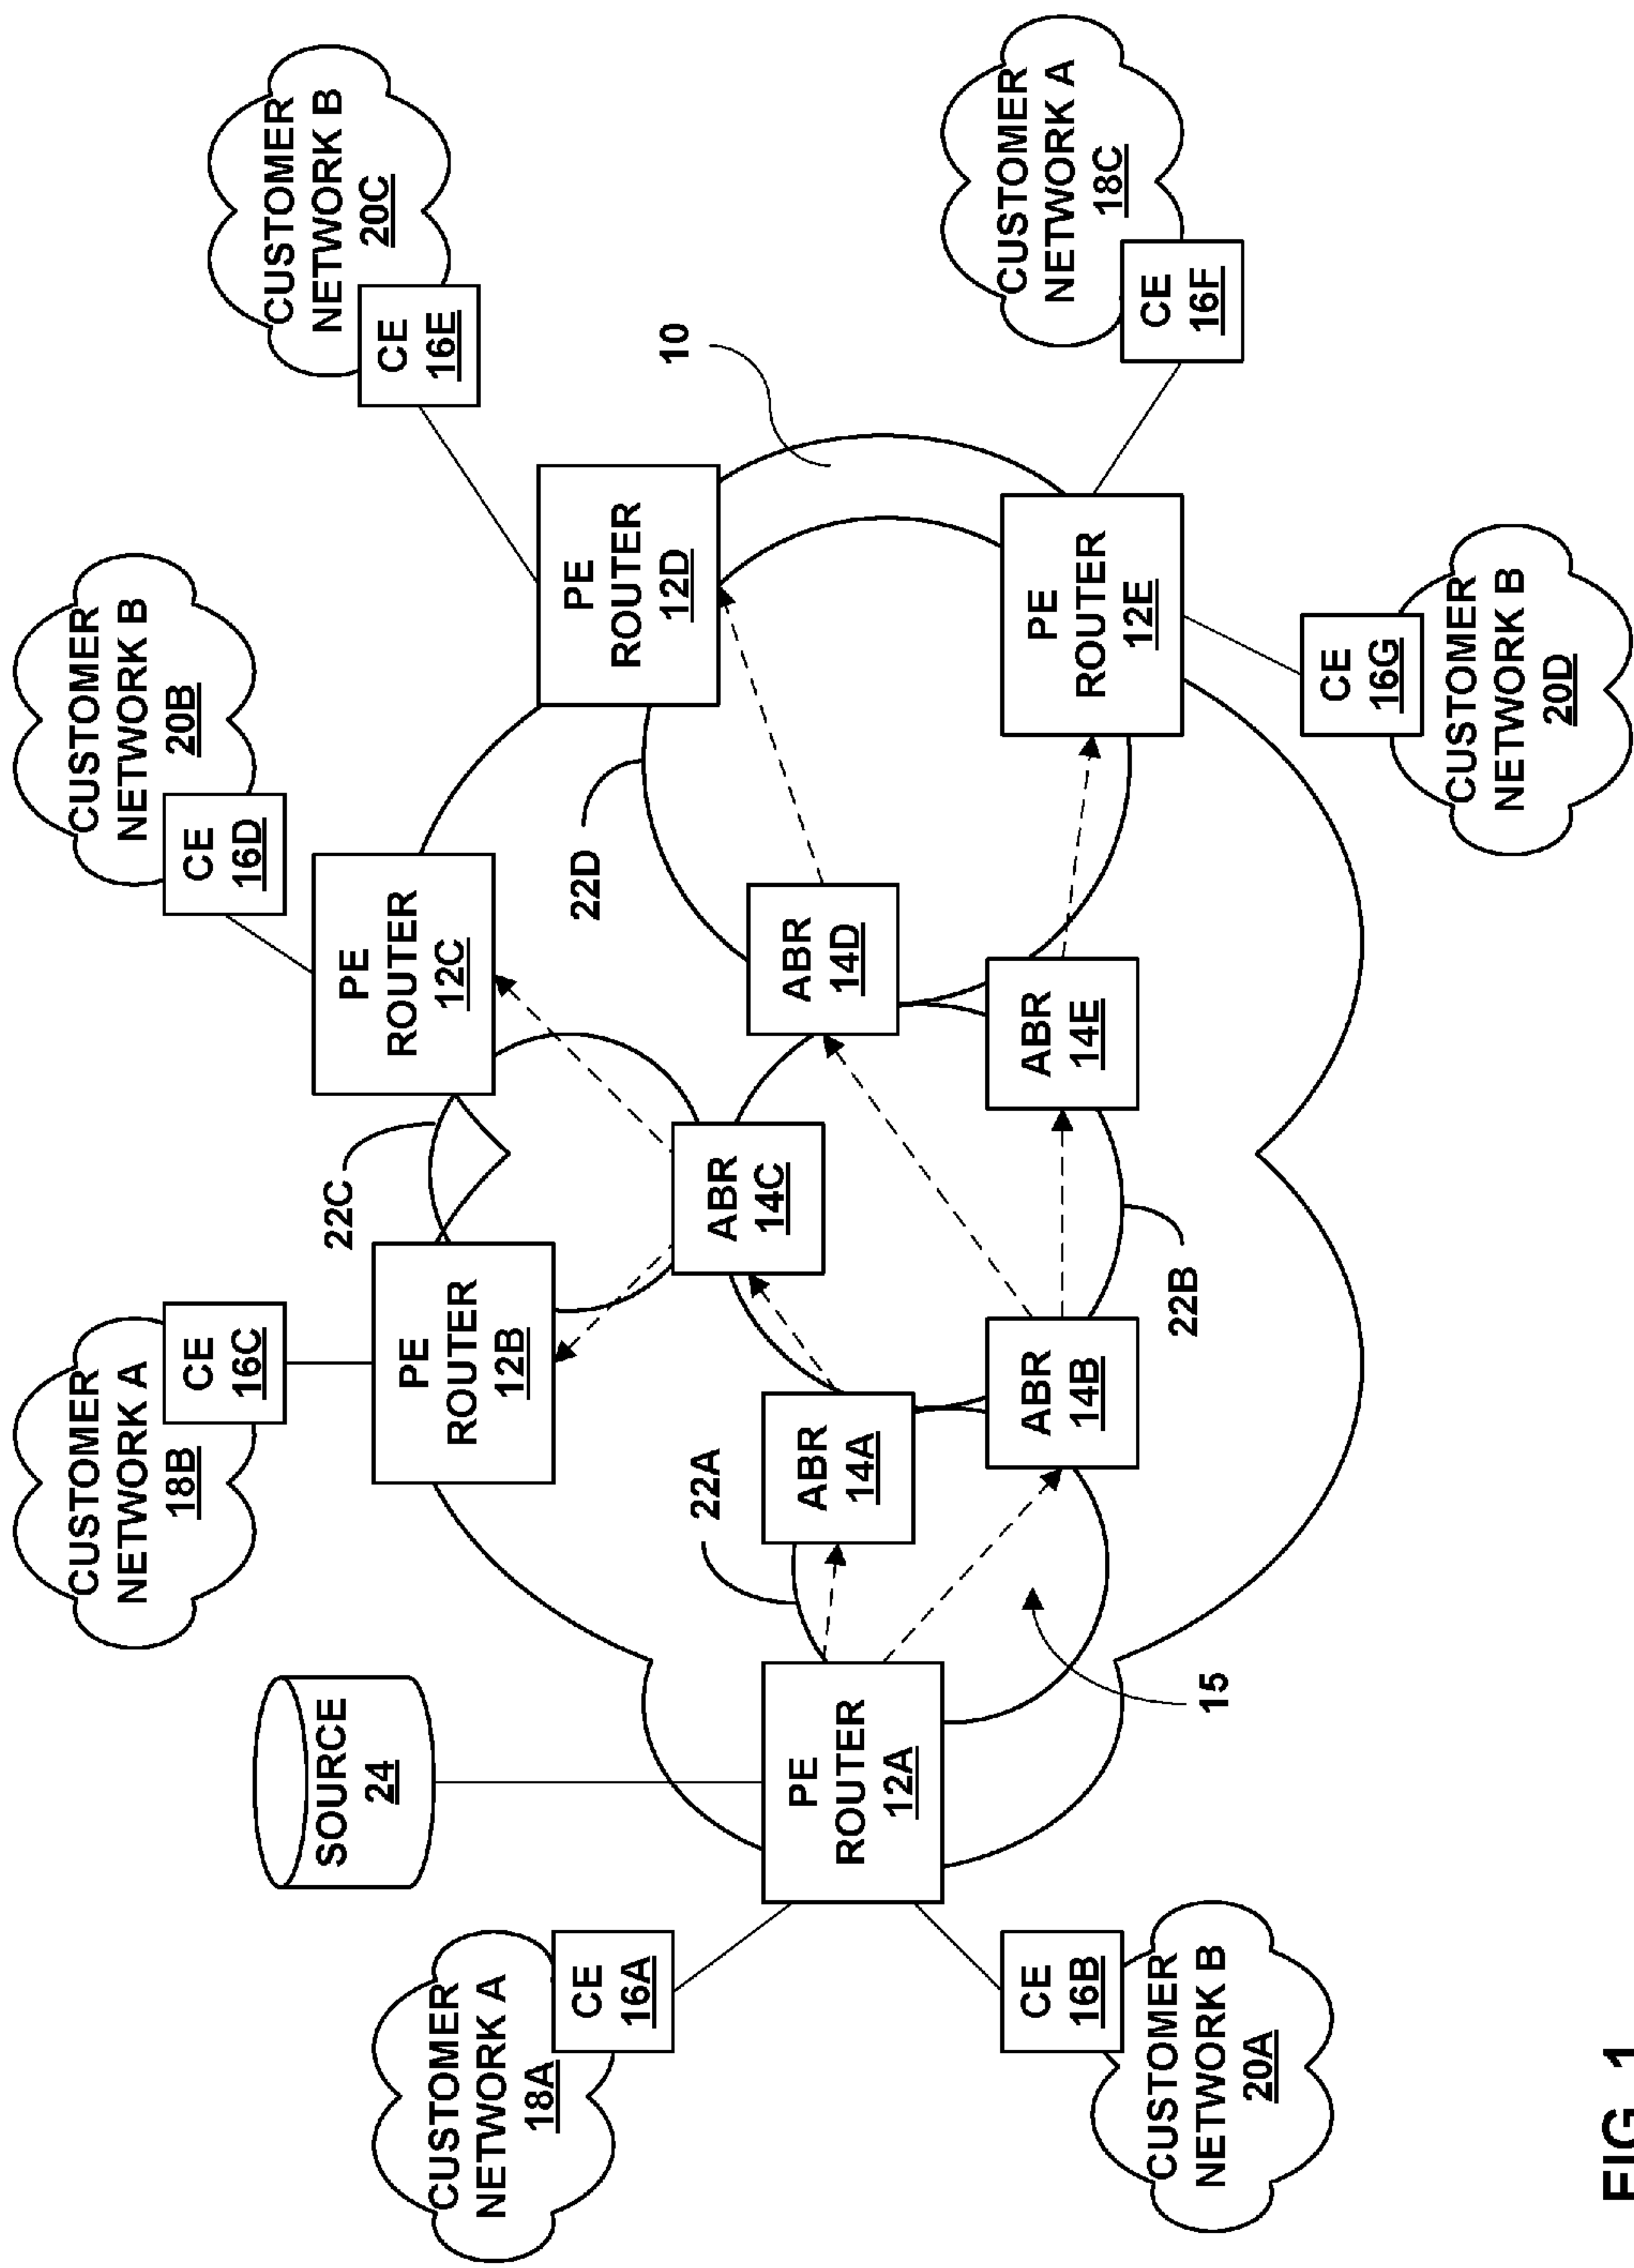 CUSTOMER
NETWORK A
18A
CE
16A
CUSTOMER
NETWORK B
20A
CE
16B
SOURCE
24
PE
ROUTER
12A
15
22A
CUSTOMER
NETWORK A
18B
CE
16C
PE
ROUTER
12B
ABR
14A
ABR
14B
22B
22C
ABR
14C
CUSTOMER
NETWORK B
20B
CE
16D
PE
ROUTER
12C
ABR
14D
ABR
14E
22D
PE
ROUTER
12D
PE
ROUTER
12E
10
CE
16E
CUSTOMER
NETWORK B
20C
CE
16F
CUSTOMER
NETWORK A
18C
CE
16G
CUSTOMER
NETWORK B
20D
FIG. 1